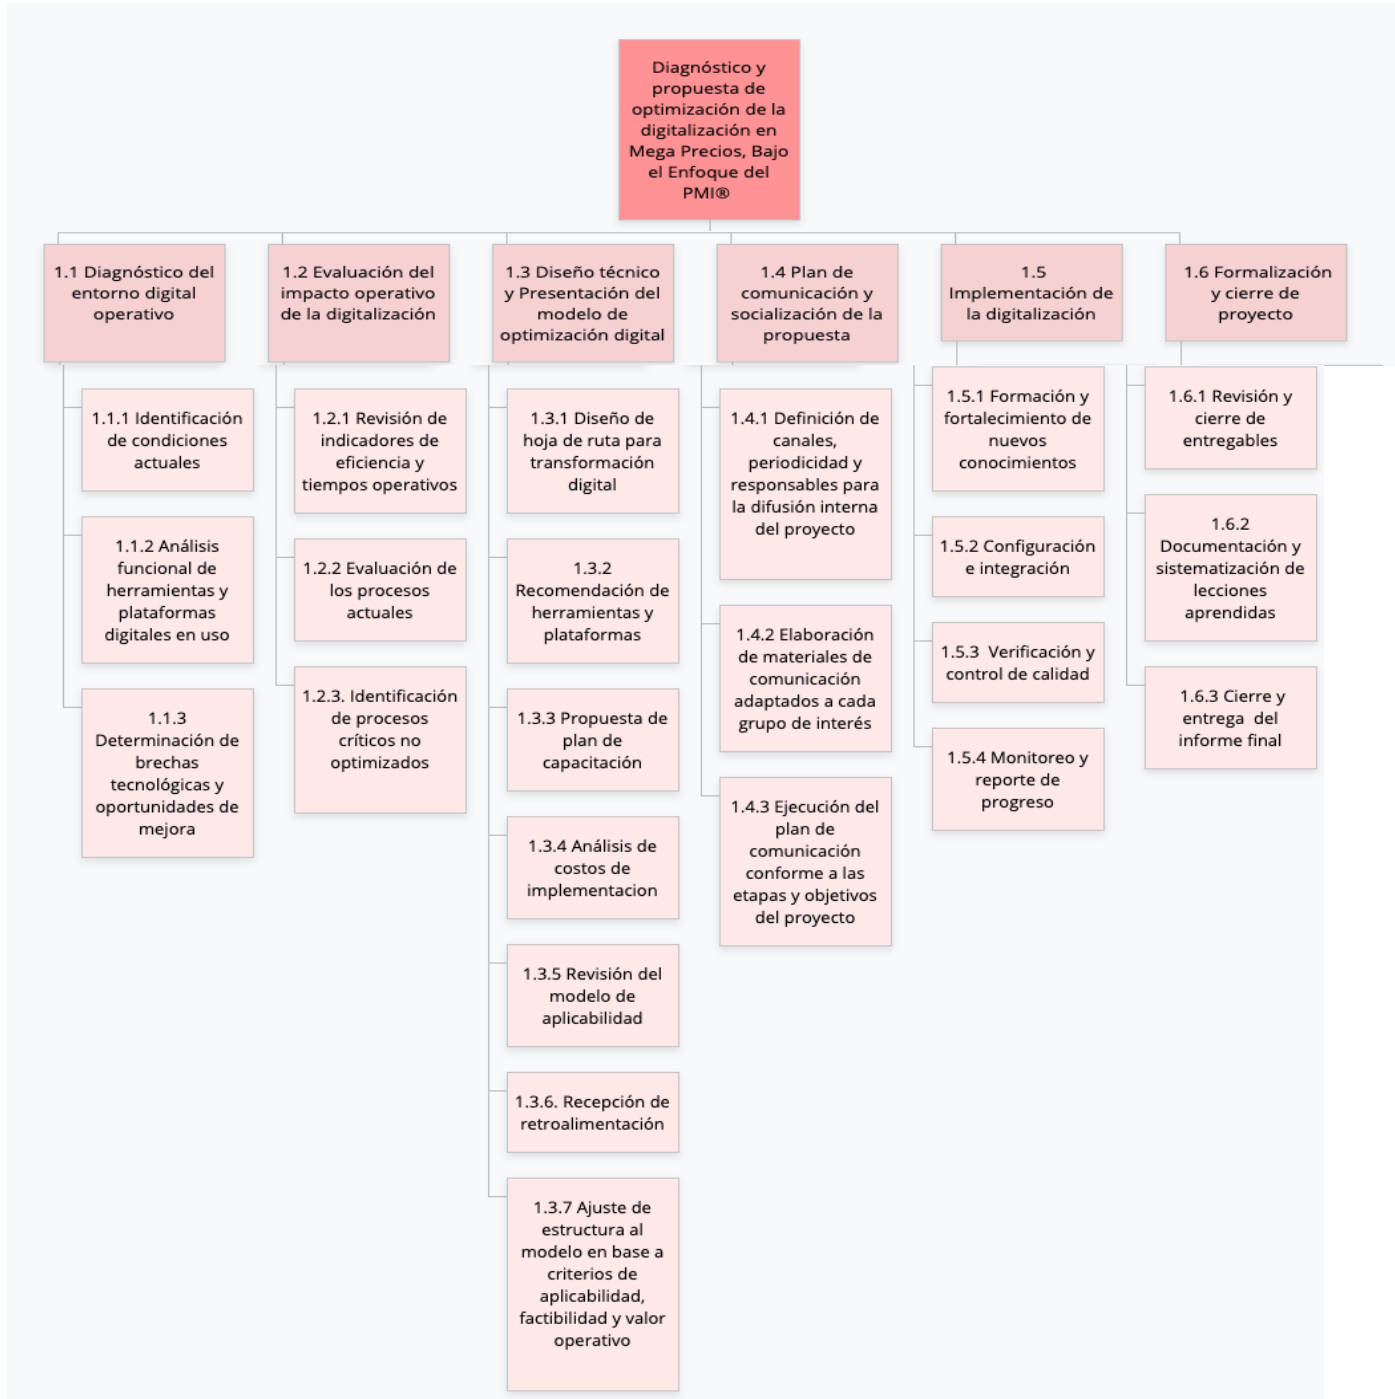 Diagnóstico y
propuesta de
optimización de la
digitalización en
Mega Precios, Bajo
el Enfoque del
PMI®
1.1 Diagnóstico del
entorno digital
operativo
1.2 Evaluación del
impacto operativo
de la digitalización
1.3 Diseño técnico
y Presentación del
modelo de
optimización digital
1.4 Plan de
comunicación y
socialización de la
propuesta
1.5
Implementación de
la digitalización
1.6 Formalización
y cierre de
proyecto
1.1.1 Identificación
de condiciones
actuales
1.1.2 Análisis
funcional de
herramientas y
plataformas
digitales en uso
1.1.3
Determinación de
brechas
tecnológicas y
oportunidades de
mejora
1.2.1 Revisión de
indicadores de
eficiencia y
tiempos operativos
1.2.2 Evaluación de
los procesos
actuales
1.2.3. Identificación
de procesos
críticos no
optimizados
1.3.1 Diseño de
hoja de ruta para
transformación
digital
1.3.2
Recomendación de
herramientas y
plataformas
1.3.3 Propuesta de
plan de
capacitación
1.3.4 Análisis de
costos de
implementacion
1.3.5 Revisión del
modelo de
aplicabilidad
1.3.6. Recepción de
retroalimentación
1.3.7 Ajuste de
estructura al
modelo en base a
criterios de
aplicabilidad,
factibilidad y valor
operativo
1.4.1 Definición de
canales,
periodicidad y
responsables para
la difusión interna
del proyecto
1.4.2 Elaboración
de materiales de
comunicación
adaptados a cada
grupo de interés
1.4.3 Ejecución del
plan de
comunicación
conforme a las
etapas y objetivos
del proyecto
1.5.1 Formación y
fortalecimiento de
nuevos
conocimientos
1.5.2 Configuración
e integración
1.5.3 Verificación y
control de calidad
1.5.4 Monitoreo y
reporte de
progreso
1.6.1 Revisión y
cierre de
entregables
1.6.2
Documentación y
sistematización de
lecciones
aprendidas
1.6.3 Cierre y
entrega del
informe final